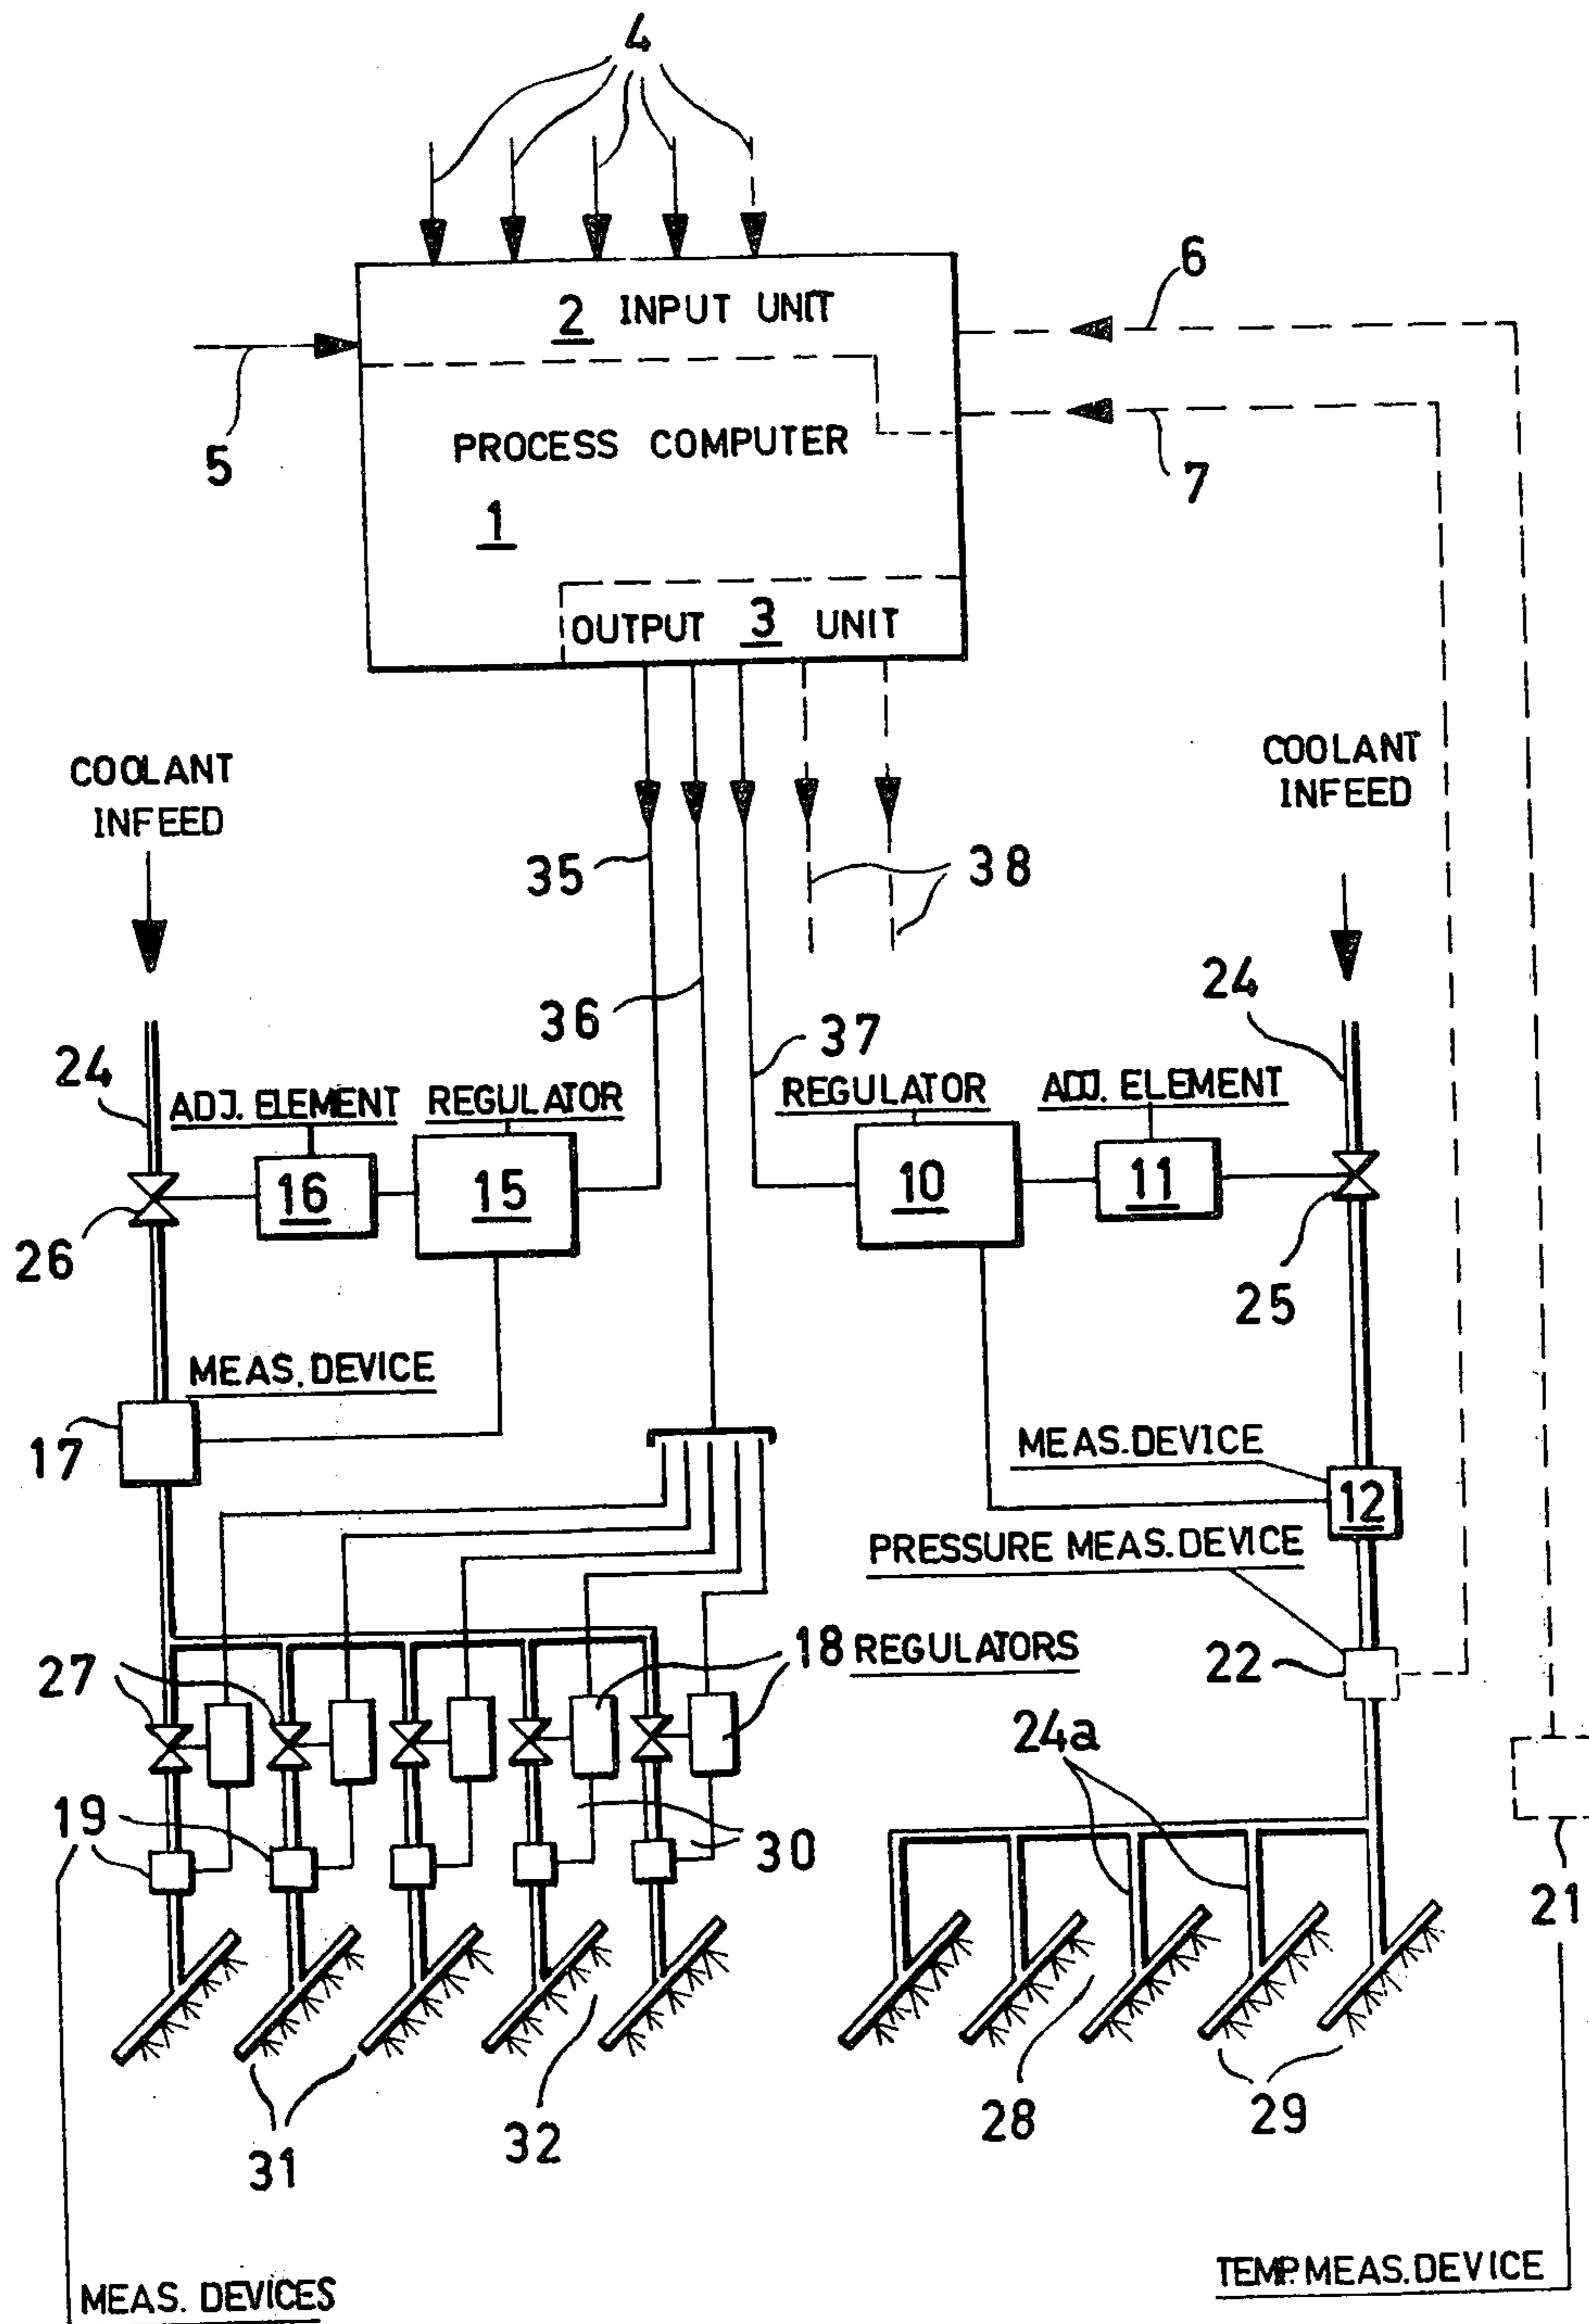 4
6
2 INPUT UNIT
5
PROCESS COMPUTER
7
1
OUTPUT 3 UNIT
COOLANT
INFEED
COOLANT
INFEED
35
38
36
24
37
24
ADJ. ELEMENT
REGULATOR
REGULATOR
ADJ. ELEMENT
16
15
10
11
26
25
MEAS. DEVICE
17
MEAS. DEVICE
12
PRESSURE MEAS. DEVICE
27
18 REGULATORS
22
24a
19
30
21
31
32
28
29
MEAS. DEVICES
TEMP. MEAS. DEVICE